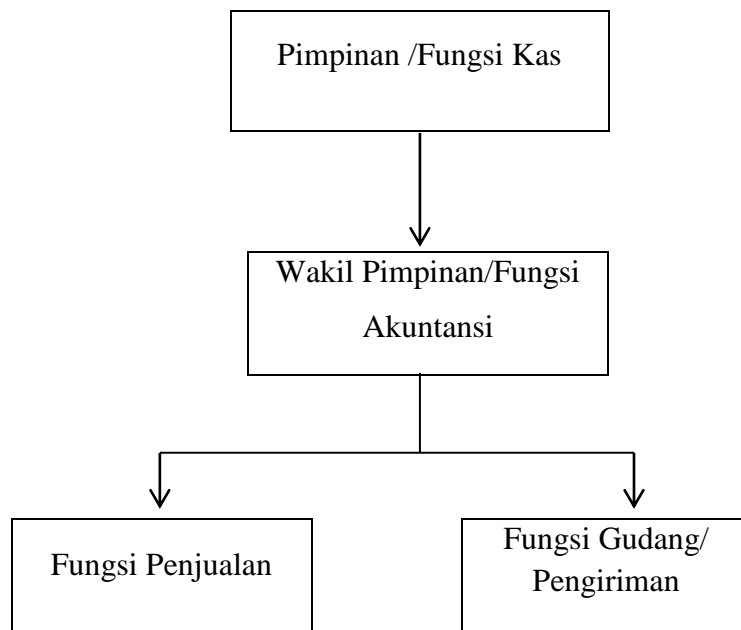 Pimpinan /Fungsi Kas
Wakil Pimpinan/Fungsi
Akuntansi
Fungsi Penjualan
Fungsi Gudang/
Pengiriman